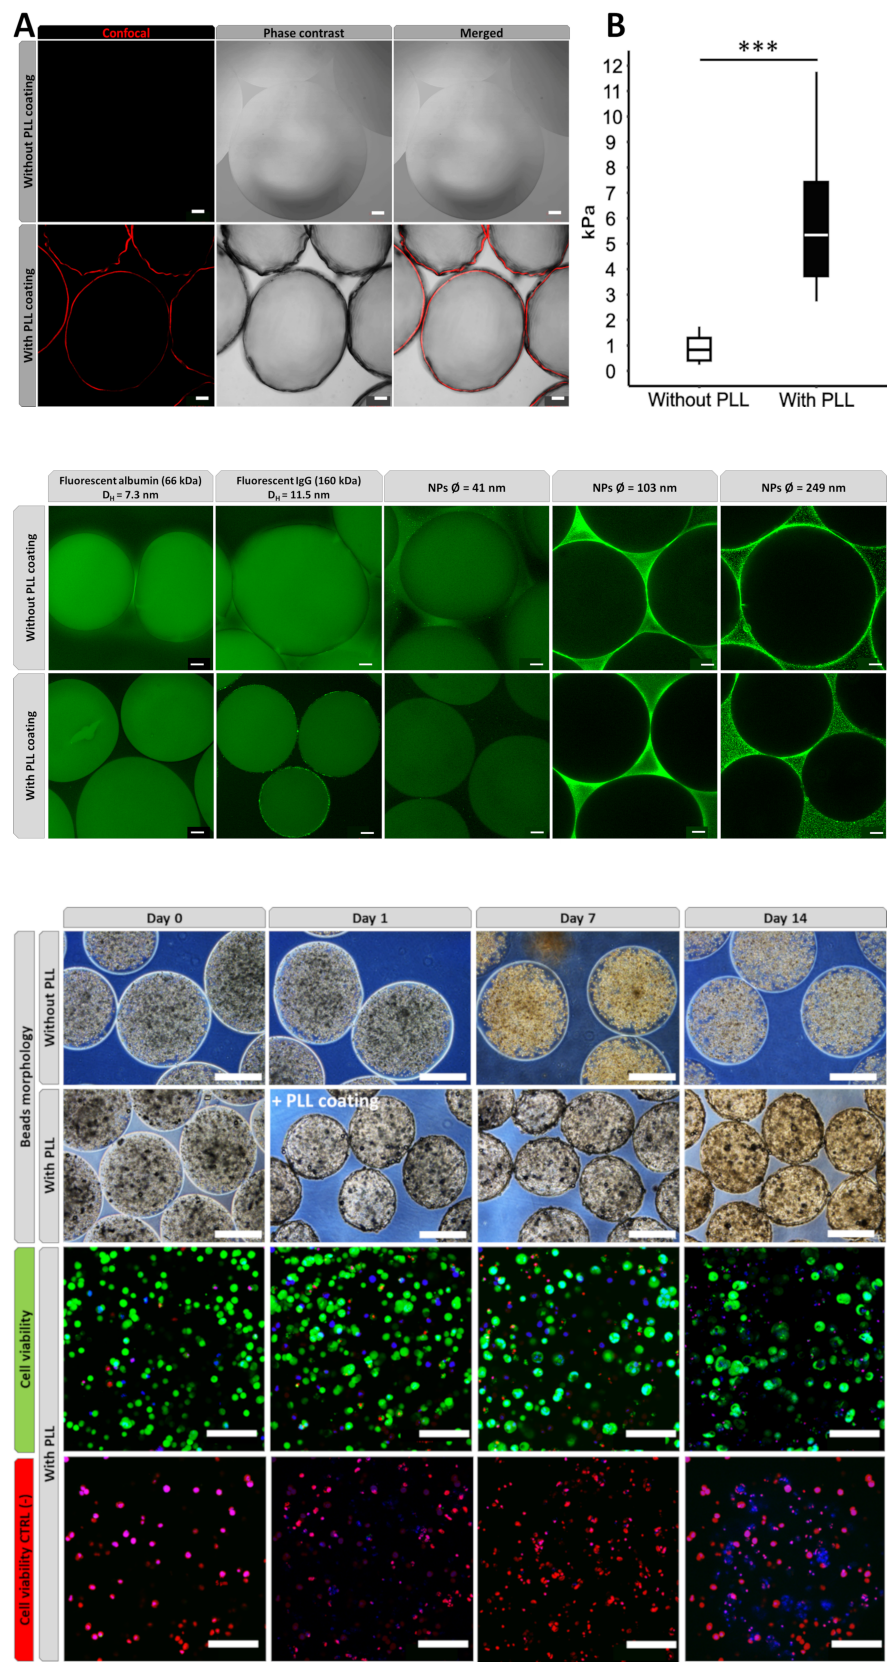 A
B
Confocal
Phase contrast
Merged
Without PLL coating
With PLL coating
***
kPa
12
11
10
9
8
7
6
5
4
3
2
1
0
Without PLL
With PLL
Fluorescent albumin (66 kDa)
DH = 7.3 nm
Fluorescent IgG (160 kDa)
DH = 11.5 nm
NPs Ø = 41 nm
NPs Ø = 103 nm
NPs Ø = 249 nm
Without PLL coating
With PLL coating
Day 0
Day 1
Day 7
Day 14
Beads morphology
Without PLL
With PLL
+ PLL coating
Cell viability
With PLL
Cell viability CTRL (-)